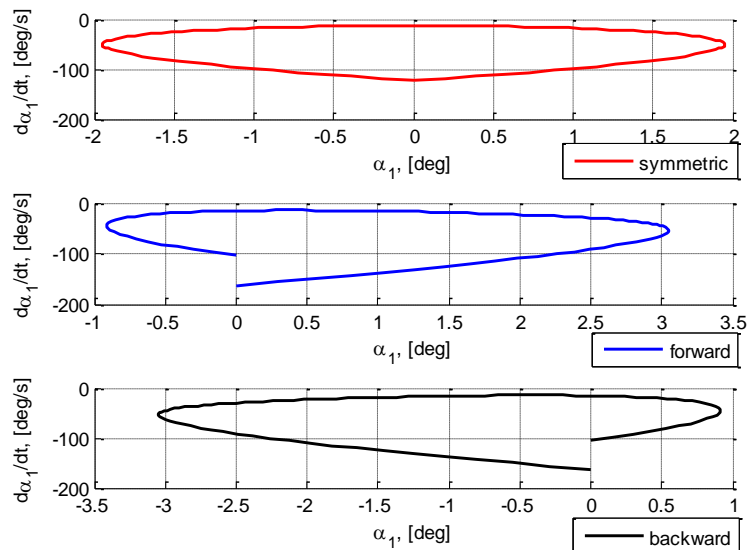 0
-100
-200
dα1/dt, [deg/s]
-2 -1.5 -1 -0.5 0 0.5 1 1.5 2
α1, [deg]
symmetric
0
-100
-200
dα1/dt, [deg/s]
-1 -0.5 0 0.5 1 1.5 2 2.5 3 3.5
α1, [deg]
forward
0
-100
-200
dα1/dt, [deg/s]
-3.5 -3 -2.5 -2 -1.5 -1 -0.5 0 0.5 1
α1, [deg]
backward